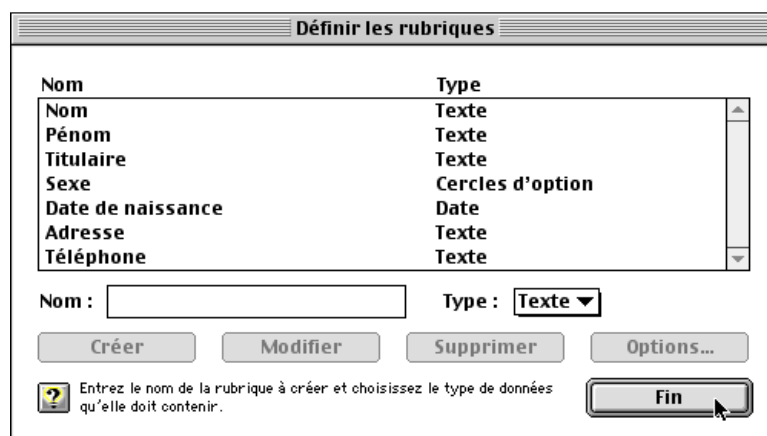 Définir les rubriques
Nom Type
Nom Texte
Pénom Texte
Titulaire Texte
Sexe Cercles d'option
Date de naissance Date
Adresse Texte
Téléphone Texte
Nom : Type : Texte
Créer Modifier Supprimer Options...
Entrez le nom de la rubrique à créer et choisissez le type de données
qu'elle doit contenir.
Fin